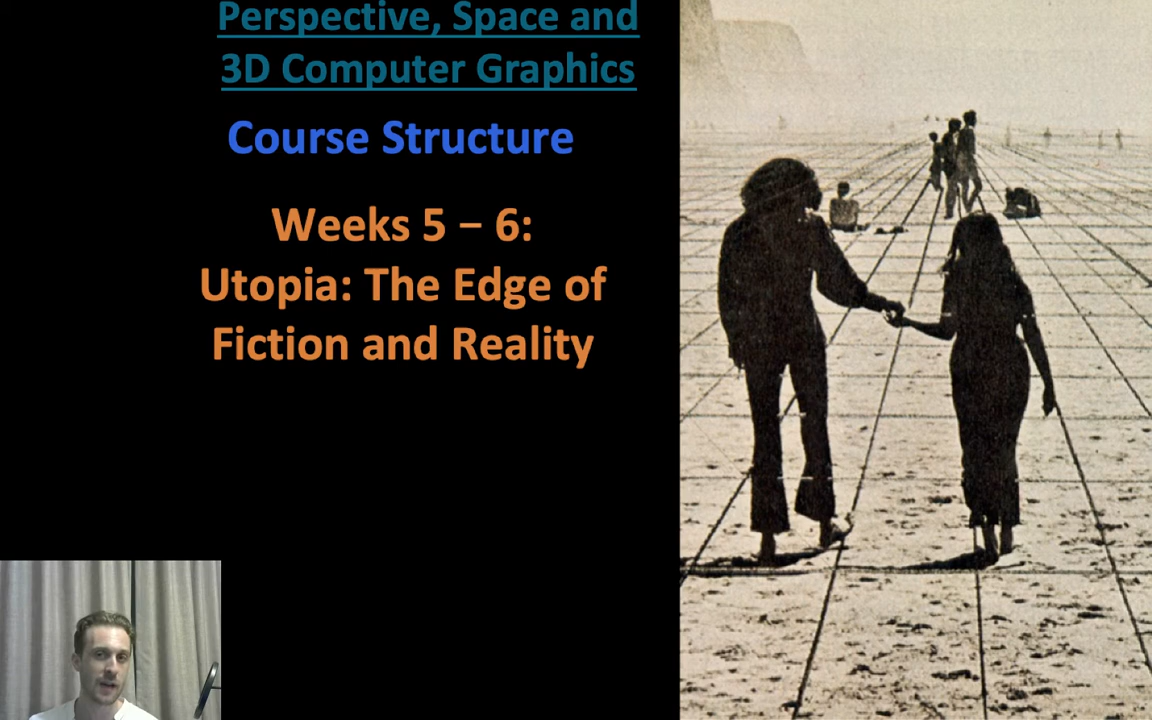 Perspective, Space and
3D Computer Graphics
Course Structure
Weeks 5 – 6:
Utopia: The Edge of
Fiction and Reality